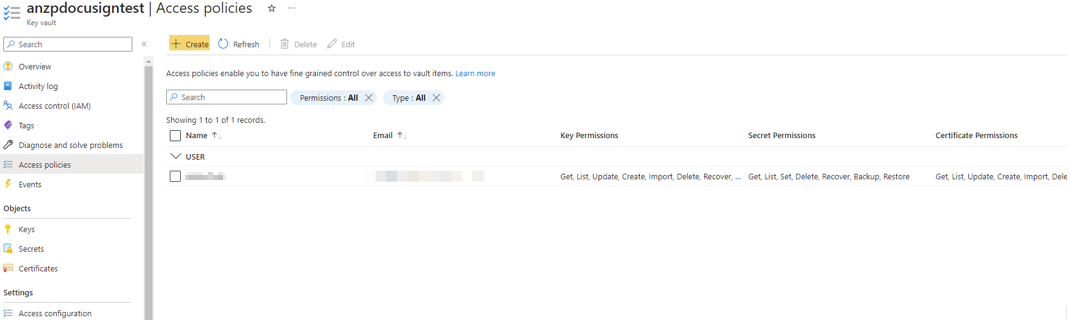 anzpdocusigntest | Access policies
Key vault
Search
Create Refresh Delete Edit
Overview
Activity log
Access control (IAM)
Tags
Diagnose and solve problems
Access policies
Events
Objects
Keys
Secrets
Certificates
Settings
Access configuration
Access policies enable you to have fine grained control over access to vault items. Learn more
Search Permissions : All Type : All
Showing 1 to 1 of 1 records.
Name Email Key Permissions Secret Permissions Certificate Permissions
USER
Get, List, Update, Create, Import, Delete, Recover, ... Get, List, Set, Delete, Recover, Backup, Restore Get, List, Update, Create, Import, Dele